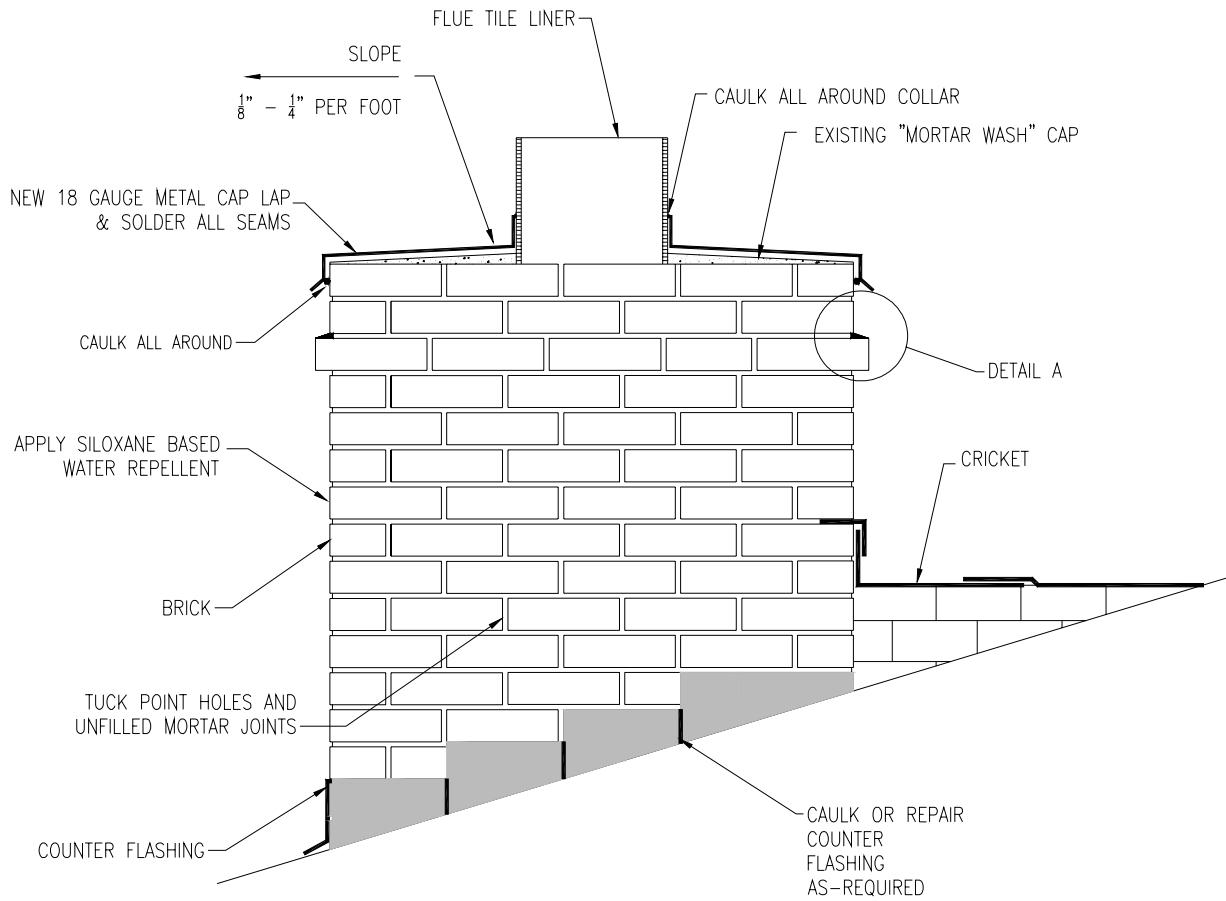 FLUE TILE LINER
SLOPE
1/8" – 1/4" PER FOOT
CAULK ALL AROUND COLLAR
EXISTING "MORTAR WASH" CAP
NEW 18 GAUGE METAL CAP LAP
& SOLDER ALL SEAMS
CAULK ALL AROUND
DETAIL A
APPLY SILOXANE BASED
WATER REPELLENT
CRICKET
BRICK
TUCK POINT HOLES AND
UNFILLED MORTAR JOINTS
COUNTER FLASHING
CAULK OR REPAIR
COUNTER
FLASHING
AS-REQUIRED